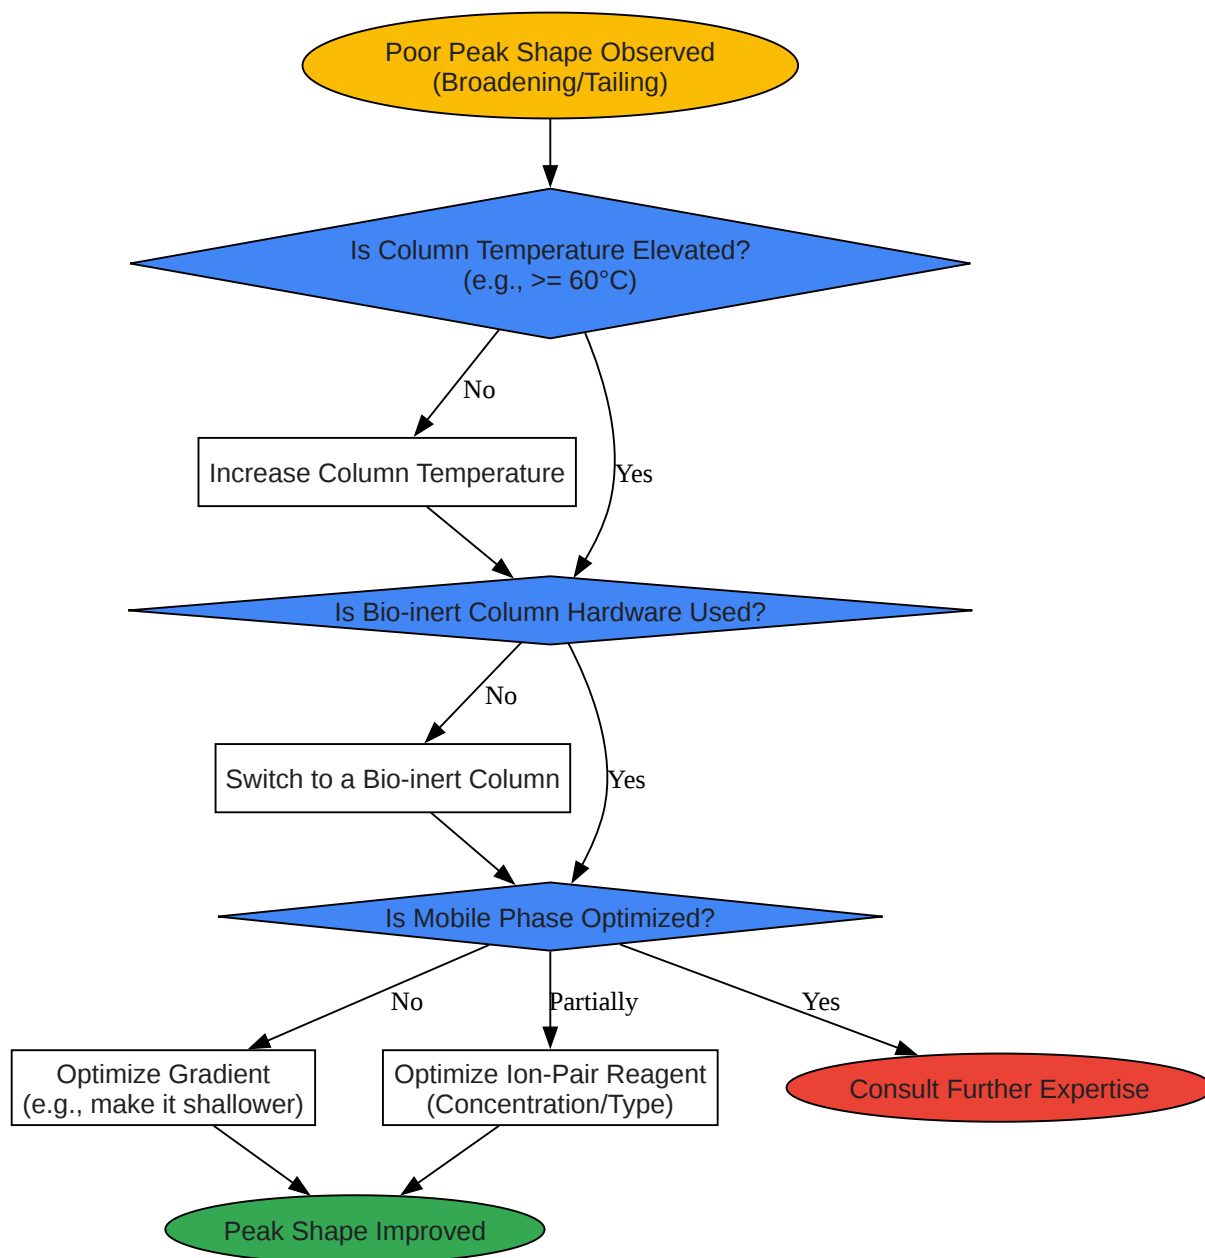 Poor Peak Shape Observed
(Broadening/Tailing)
Is Column Temperature Elevated?
(e.g., >= 60°C)
No
Increase Column Temperature
Yes
Is Bio-inert Column Hardware Used?
No
Switch to a Bio-inert Column
Yes
Is Mobile Phase Optimized?
No
Partially
Yes
Optimize Gradient
(e.g., make it shallower)
Optimize Ion-Pair Reagent
(Concentration/Type)
Consult Further Expertise
Peak Shape Improved